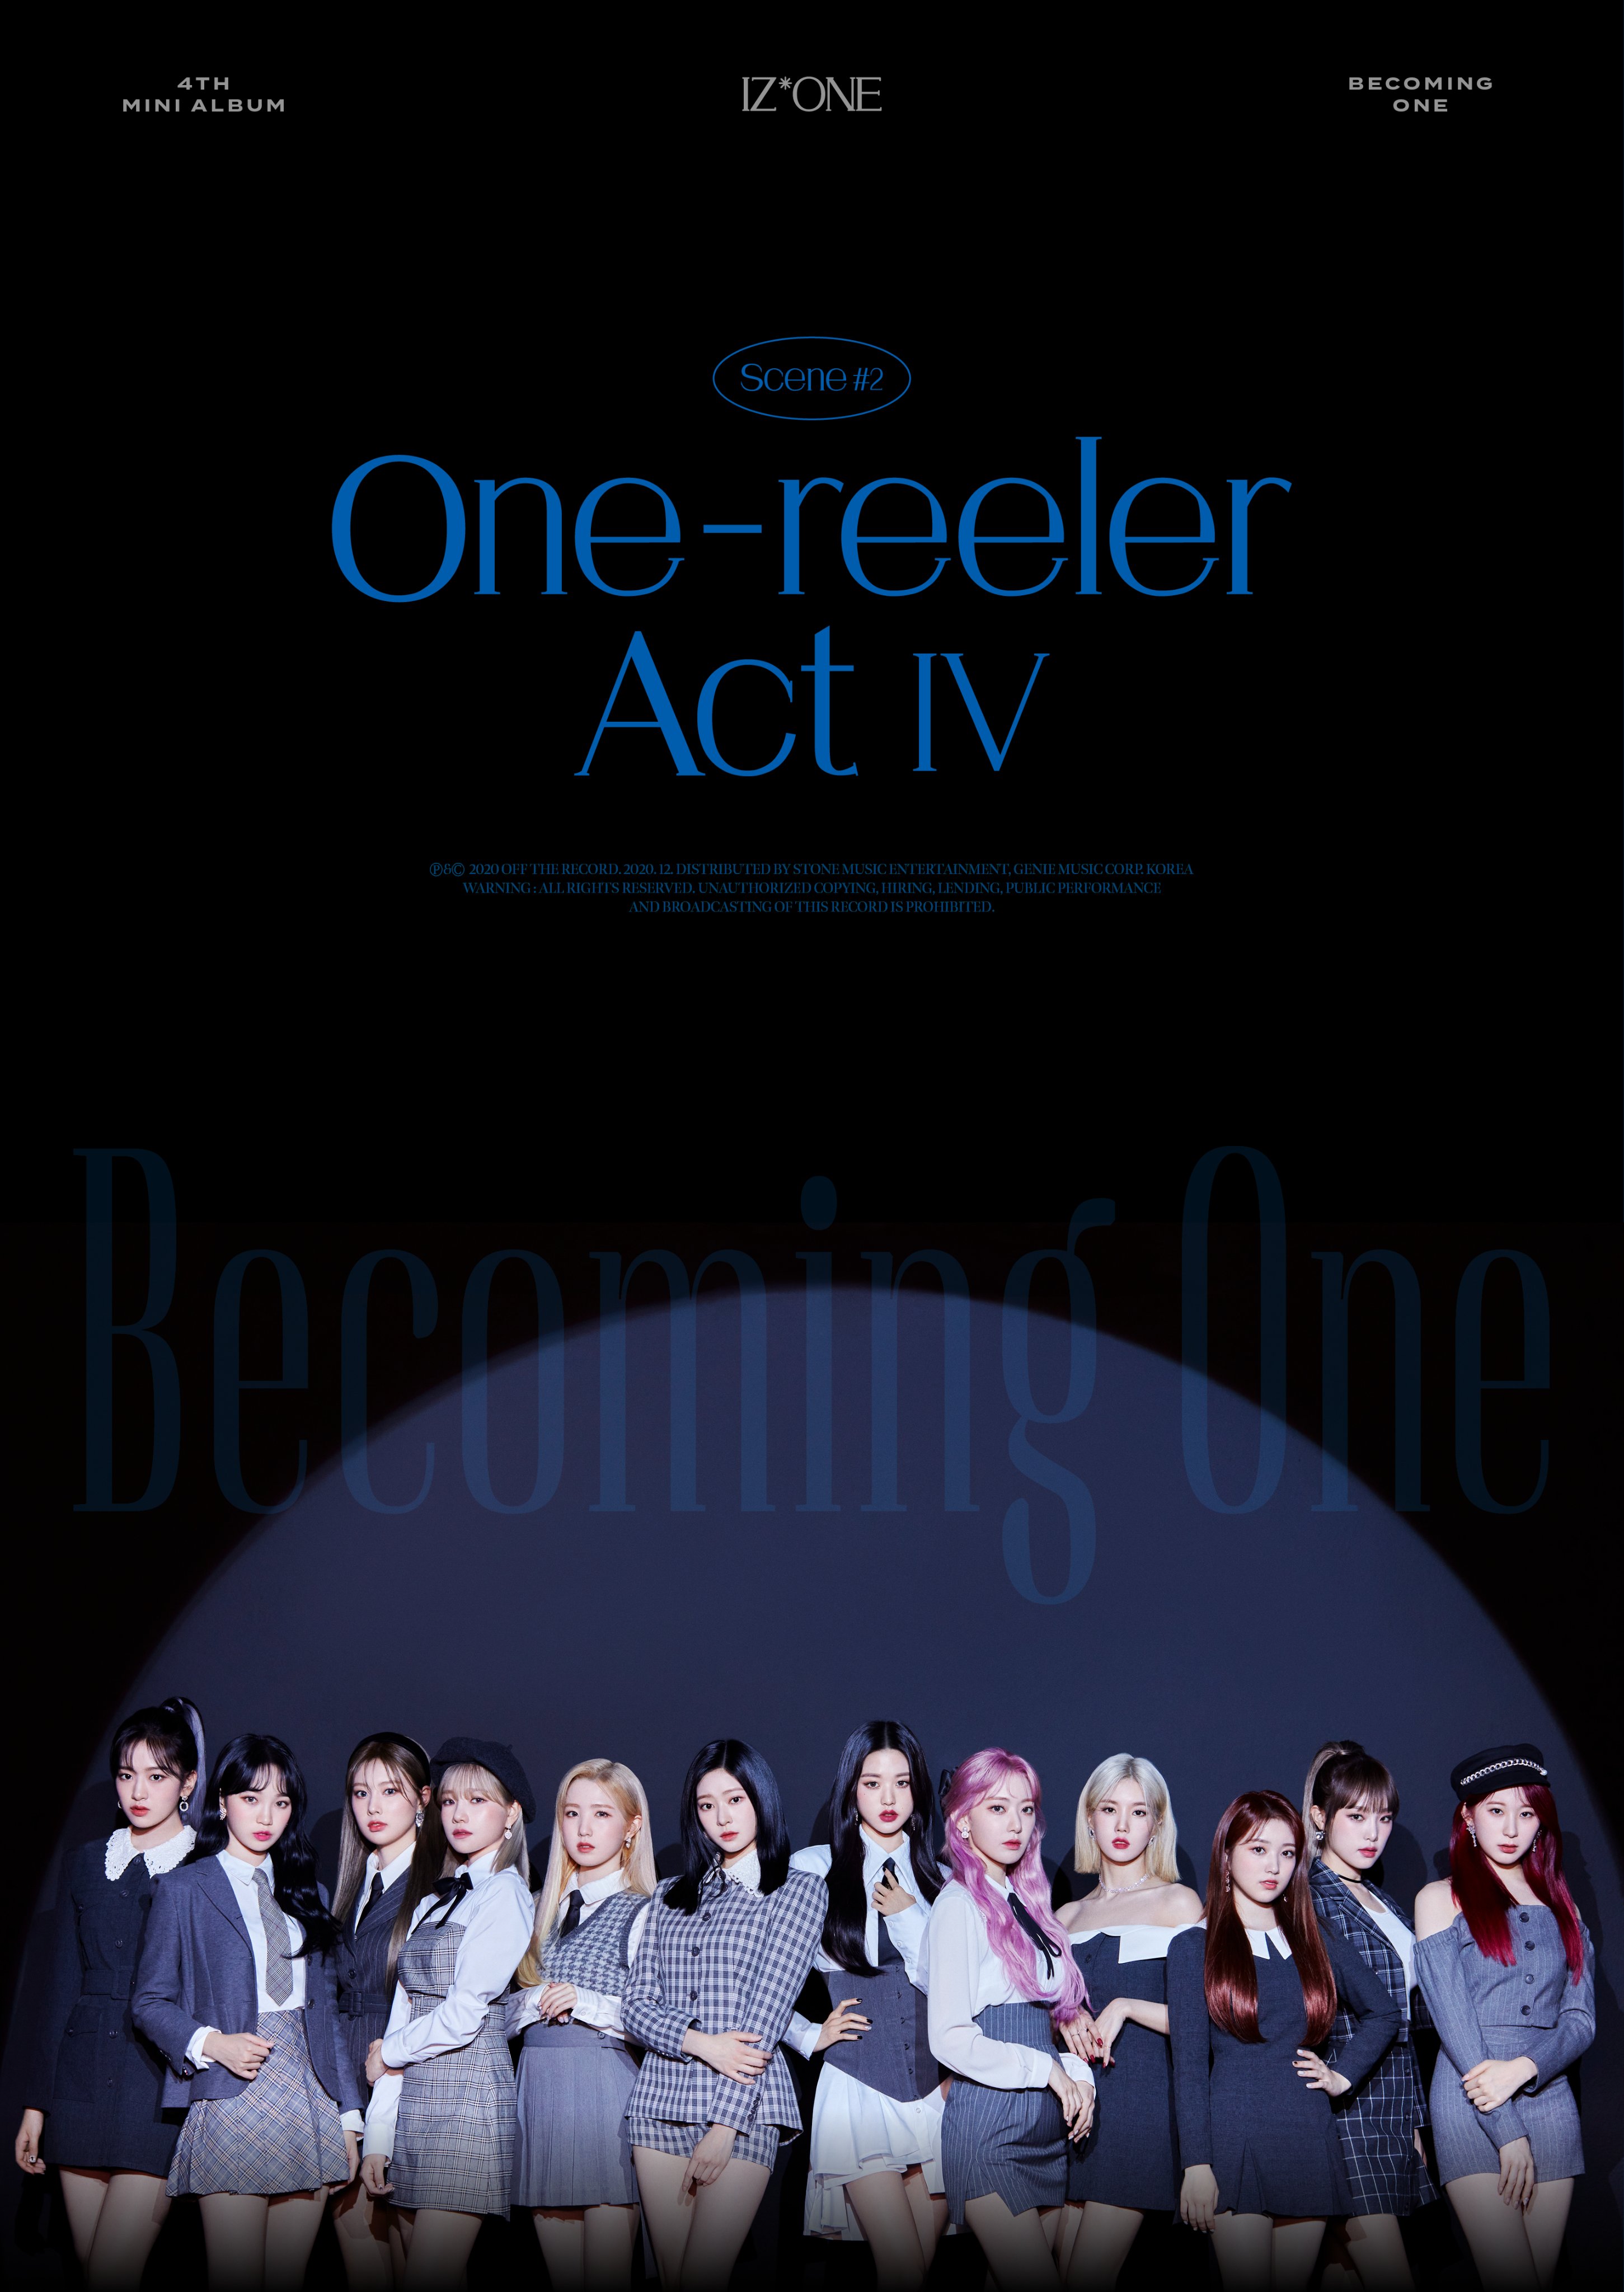 4TH
MINI ALBUM
IZ*ONE
BECOMING
ONE
Scene #2
One-reeler
Act IV
℗&© 2020 OFF THE RECORD. 2020. 12. DISTRIBUTED BY STONE MUSIC ENTERTAINMENT, GENIE MUSIC CORP. KOREA
WARNING : ALL RIGHTS RESERVED. UNAUTHORIZED COPYING, HIRING, LENDING, PUBLIC PERFORMANCE
AND BROADCASTING OF THIS RECORD IS PROHIBITED.
Becoming One